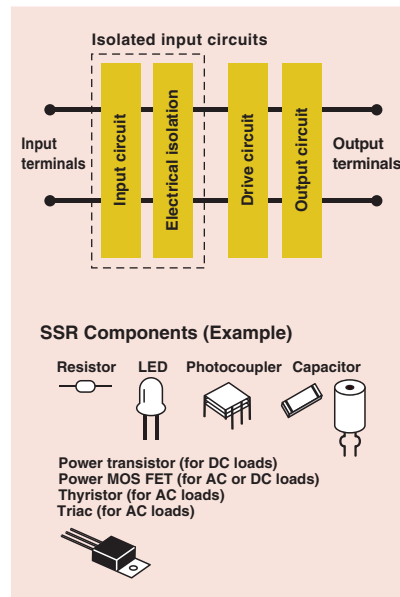 Isolated input circuits
Input
terminals
Input circuit
Electrical isolation
Drive circuit
Output circuit
Output
terminals
SSR Components (Example)
Resistor LED Photocoupler Capacitor
Power transistor (for DC loads)
Power MOS FET (for AC or DC loads)
Thyristor (for AC loads)
Triac (for AC loads)